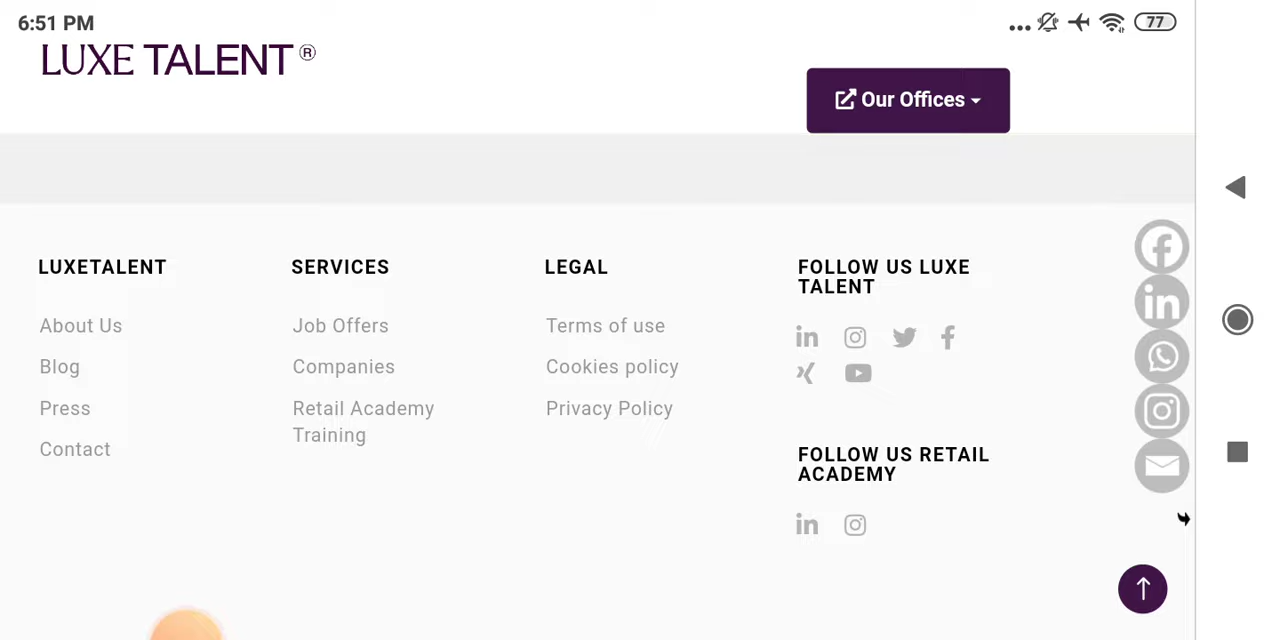 6:51 PM
77
LUXE TALENT ®
Our Offices
LUXETALENT
About Us
Blog
Press
Contact
SERVICES
Job Offers
Companies
Retail Academy
Training
LEGAL
Terms of use
Cookies policy
Privacy Policy
FOLLOW US LUXE
TALENT
FOLLOW US RETAIL
ACADEMY